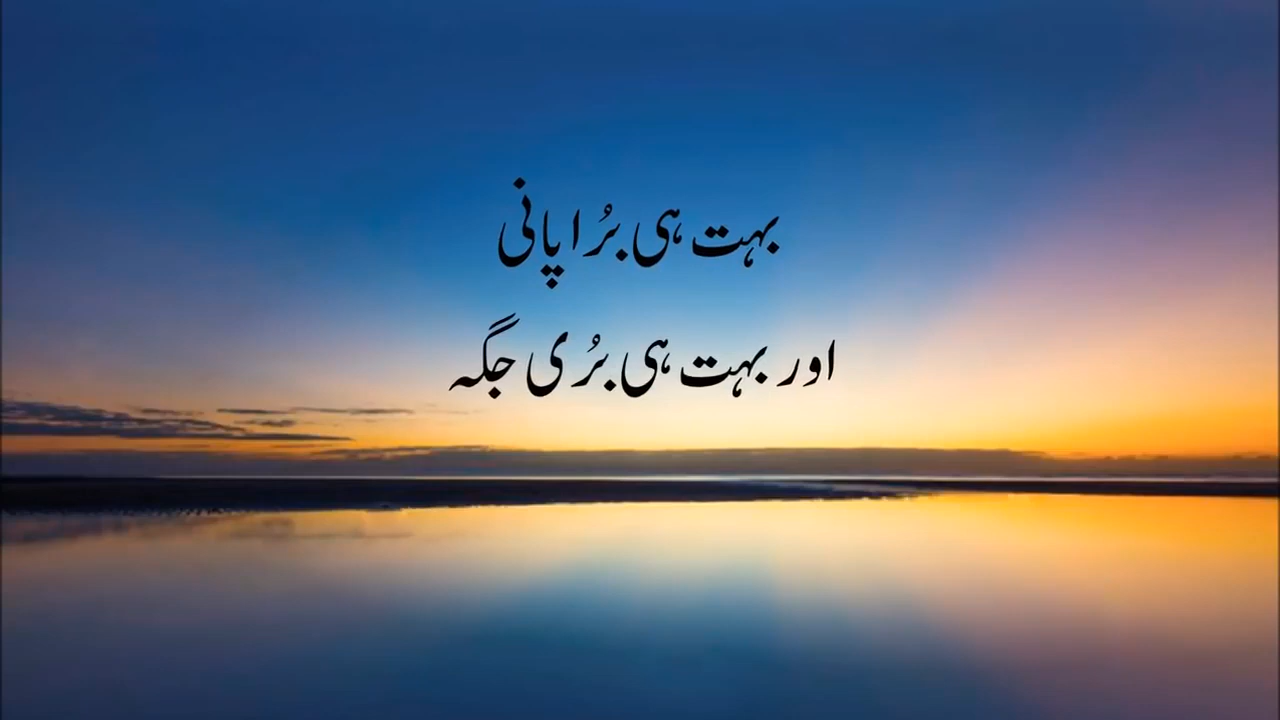 بہت ہی بُرا پانی
اور بہت ہی بُری جگہ